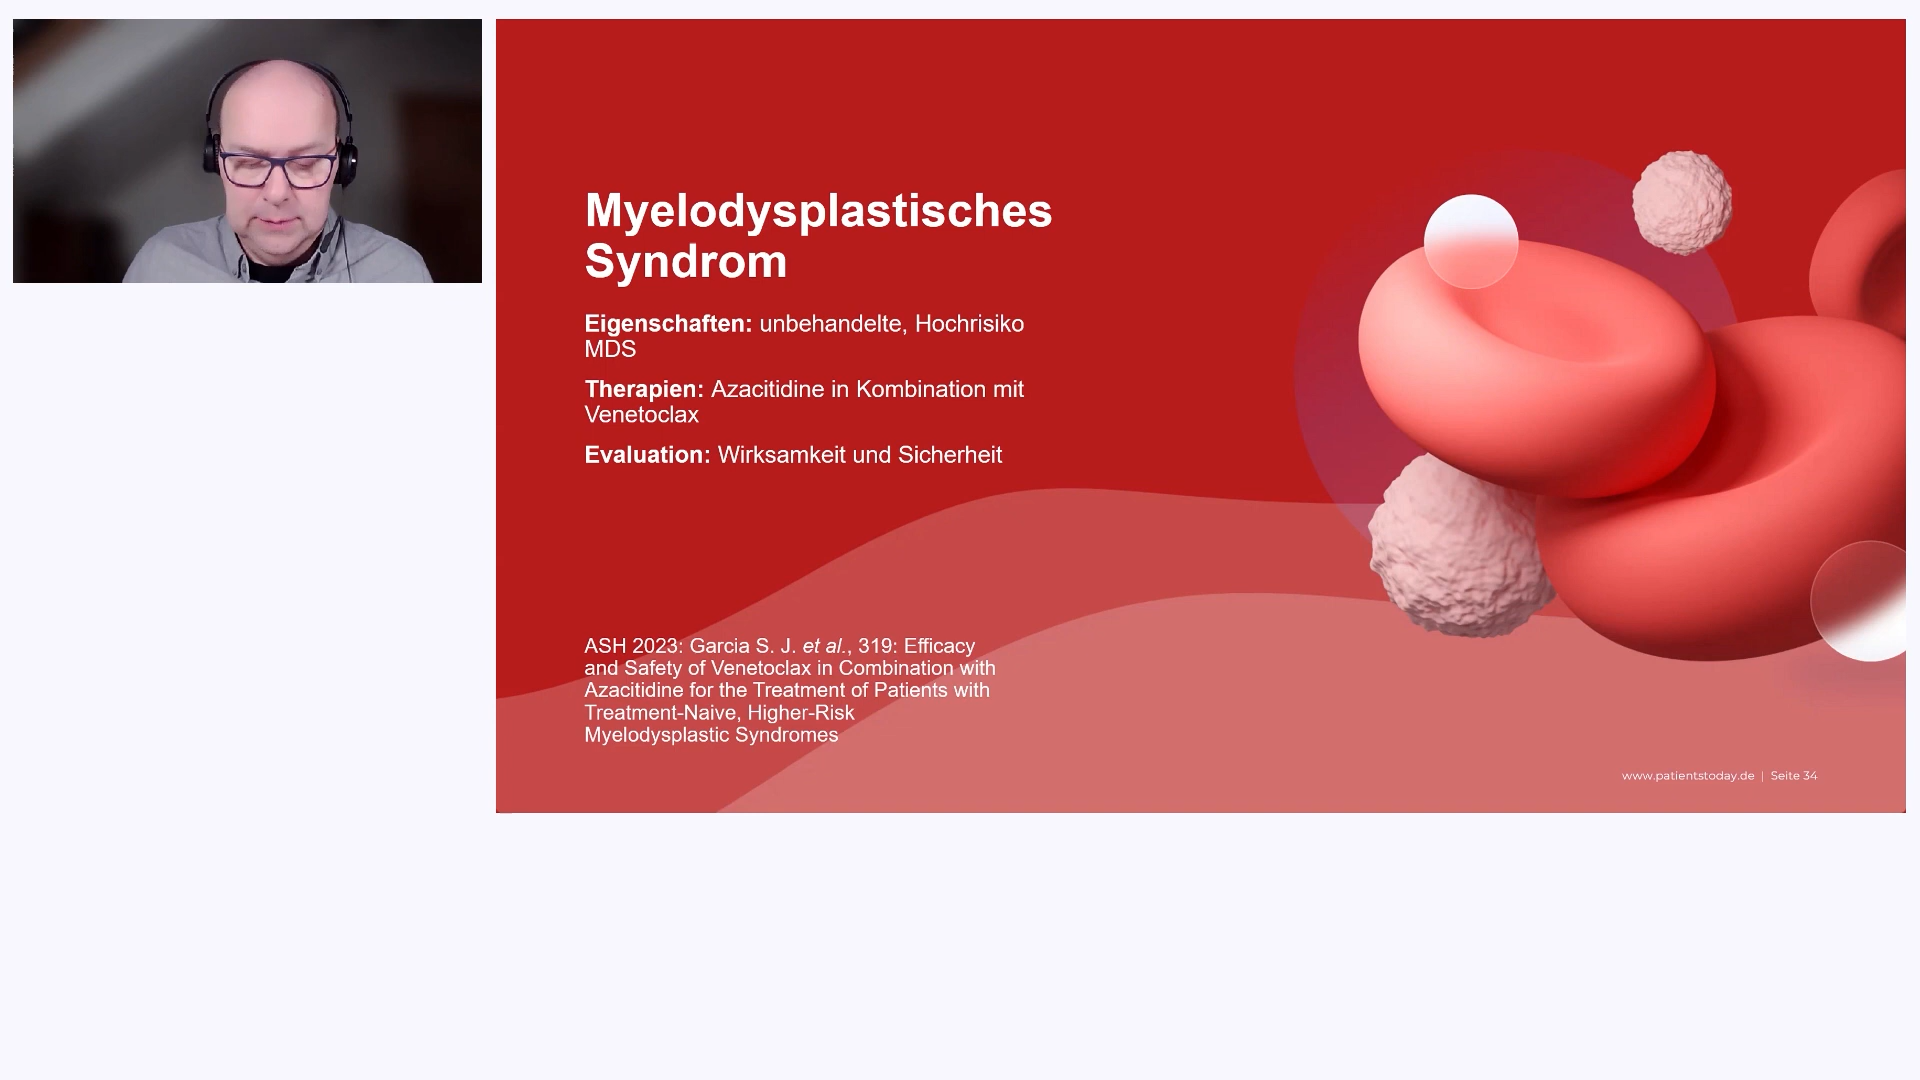 Myelodysplastisches
Syndrom
Eigenschaften: unbehandelte, Hochrisiko
MDS
Therapien: Azacitidine in Kombination mit
Venetoclax
Evaluation: Wirksamkeit und Sicherheit
ASH 2023: Garcia S. J. et al., 319: Efficacy
and Safety of Venetoclax in Combination with
Azacitidine for the Treatment of Patients with
Treatment-Naive, Higher-Risk
Myelodysplastic Syndromes
www.patientstoday.de | Seite 34